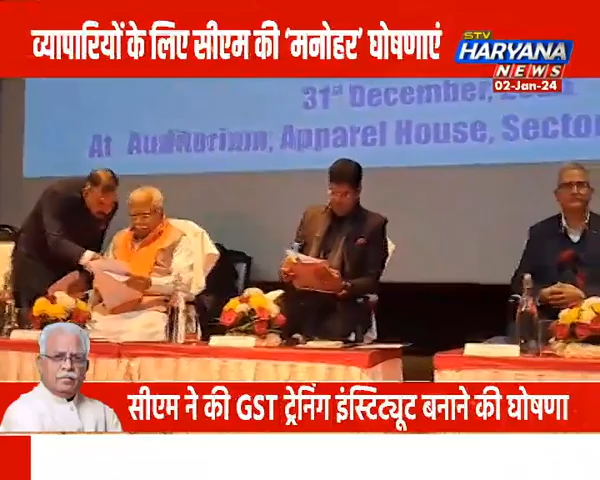 व्यापारियों के लिए सीएम की 'मनोहर' घोषणाएं
STV
HARYANA
NEWS
02-Jan-24
31st December,
At Auditorium, Apparel House, Sector
सीएम ने की GST ट्रेनिंग इंस्टिट्यूट बनाने की घोषणा